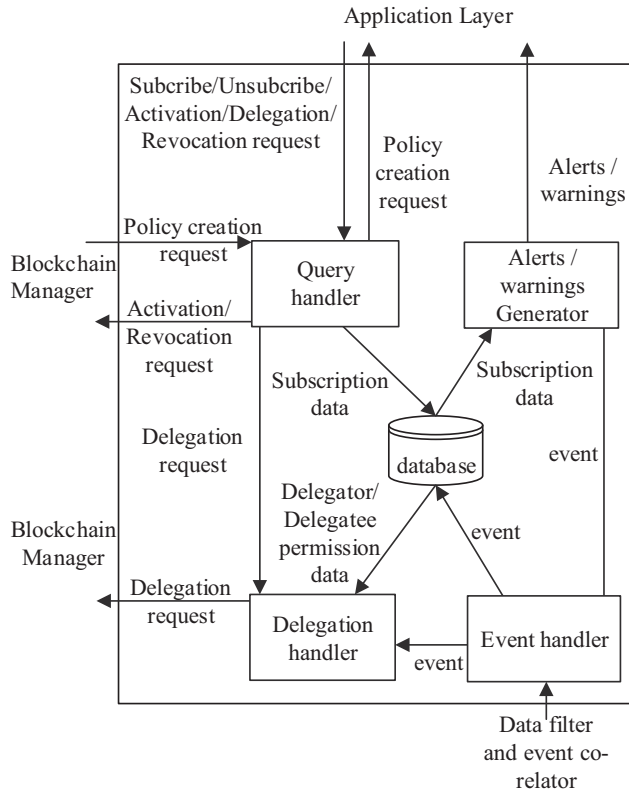 Application Layer
Subcribe/Unsubcribe/
Activation/Delegation/
Revocation request
Policy
creation
request
Alerts /
warnings
Policy creation
request
Blockchain
Manager
Query
handler
Alerts /
warnings
Generator
Activation/
Revocation
request
Subscription
data
Subscription
data
Delegation
request
database
event
Delegator/
Delegatee
permission
data
event
Blockchain
Manager
Delegation
request
Delegation
handler
event
Event handler
Data filter
and event co-
relator